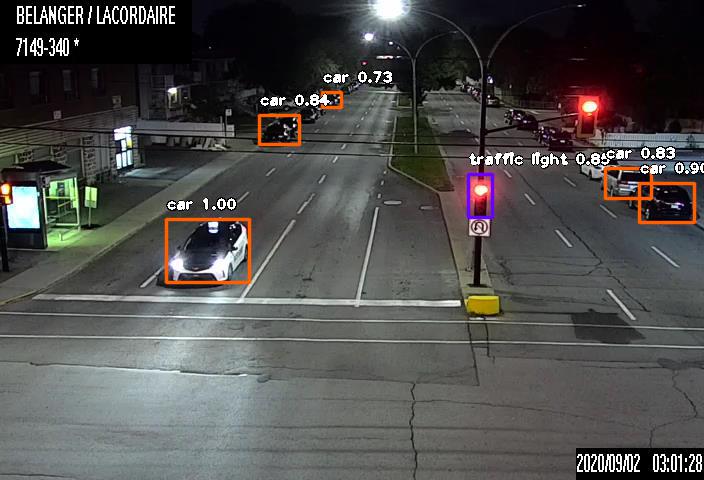 BELANGER / LACORDAIRE
7149-340 *
car 0.73
car 0.84
traffic light 0.85
car 0.83
car 0.90
car 1.00
2020/09/02 03:01:28